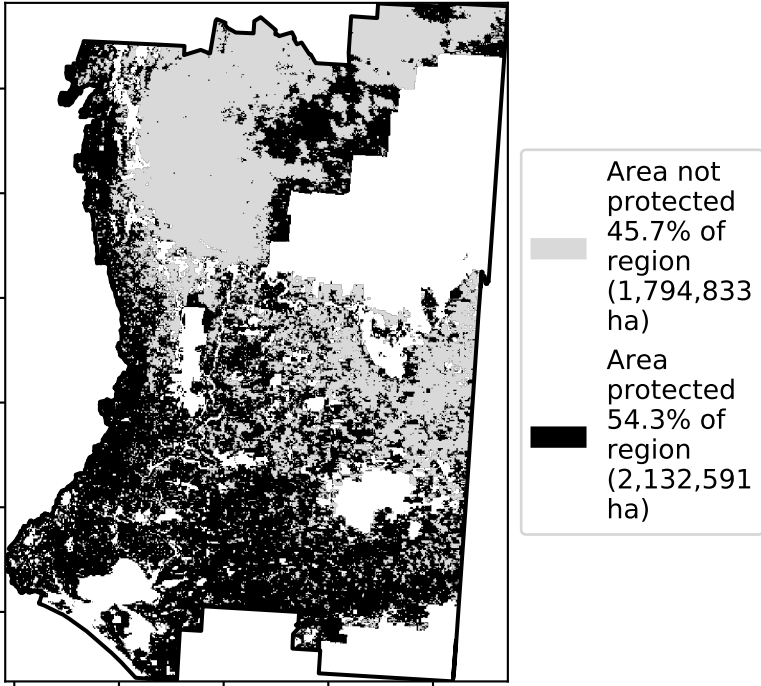 Area not
protected
45.7% of
region
(1,794,833
ha)
Area
protected
54.3% of
region
(2,132,591
ha)